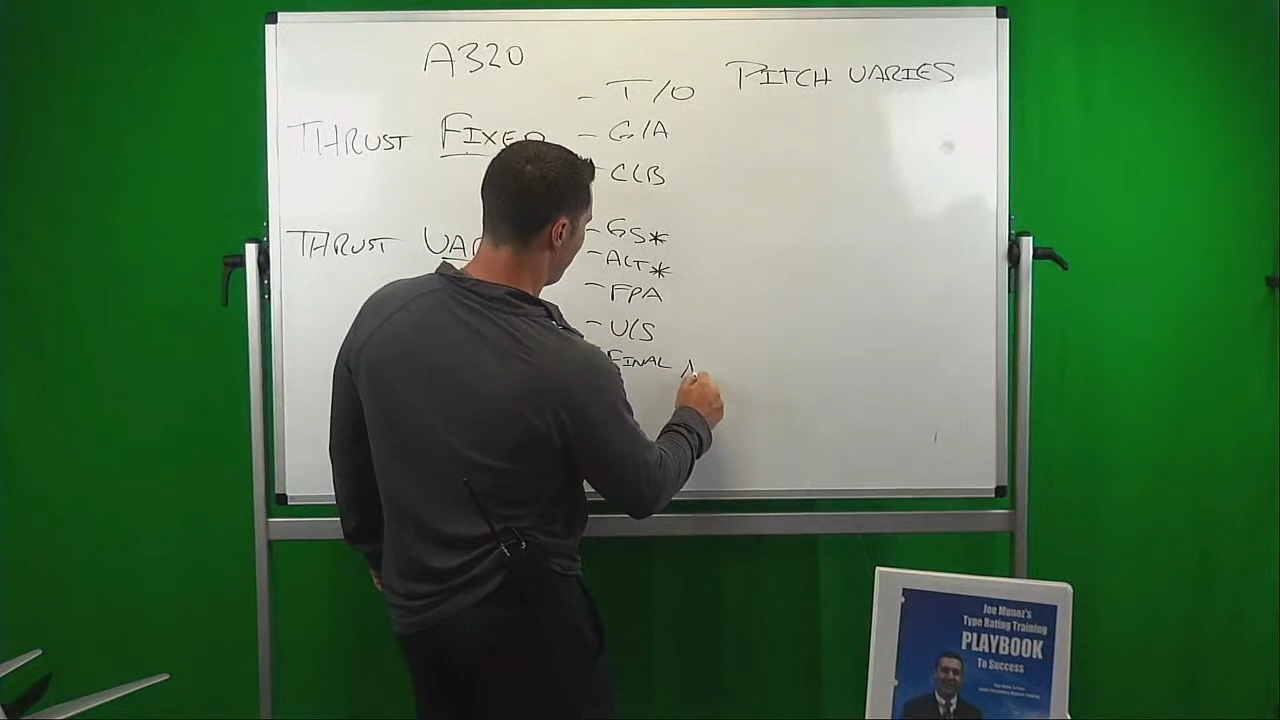 A320
PITCH VARIES
- T/O
THRUST FIXED - G/A
- CLB
- GS*
THRUST
- ALT*
- FPA
- V/S
FINAL
Joe Munoz's
Type Rating Training
PLAYBOOK
To Success